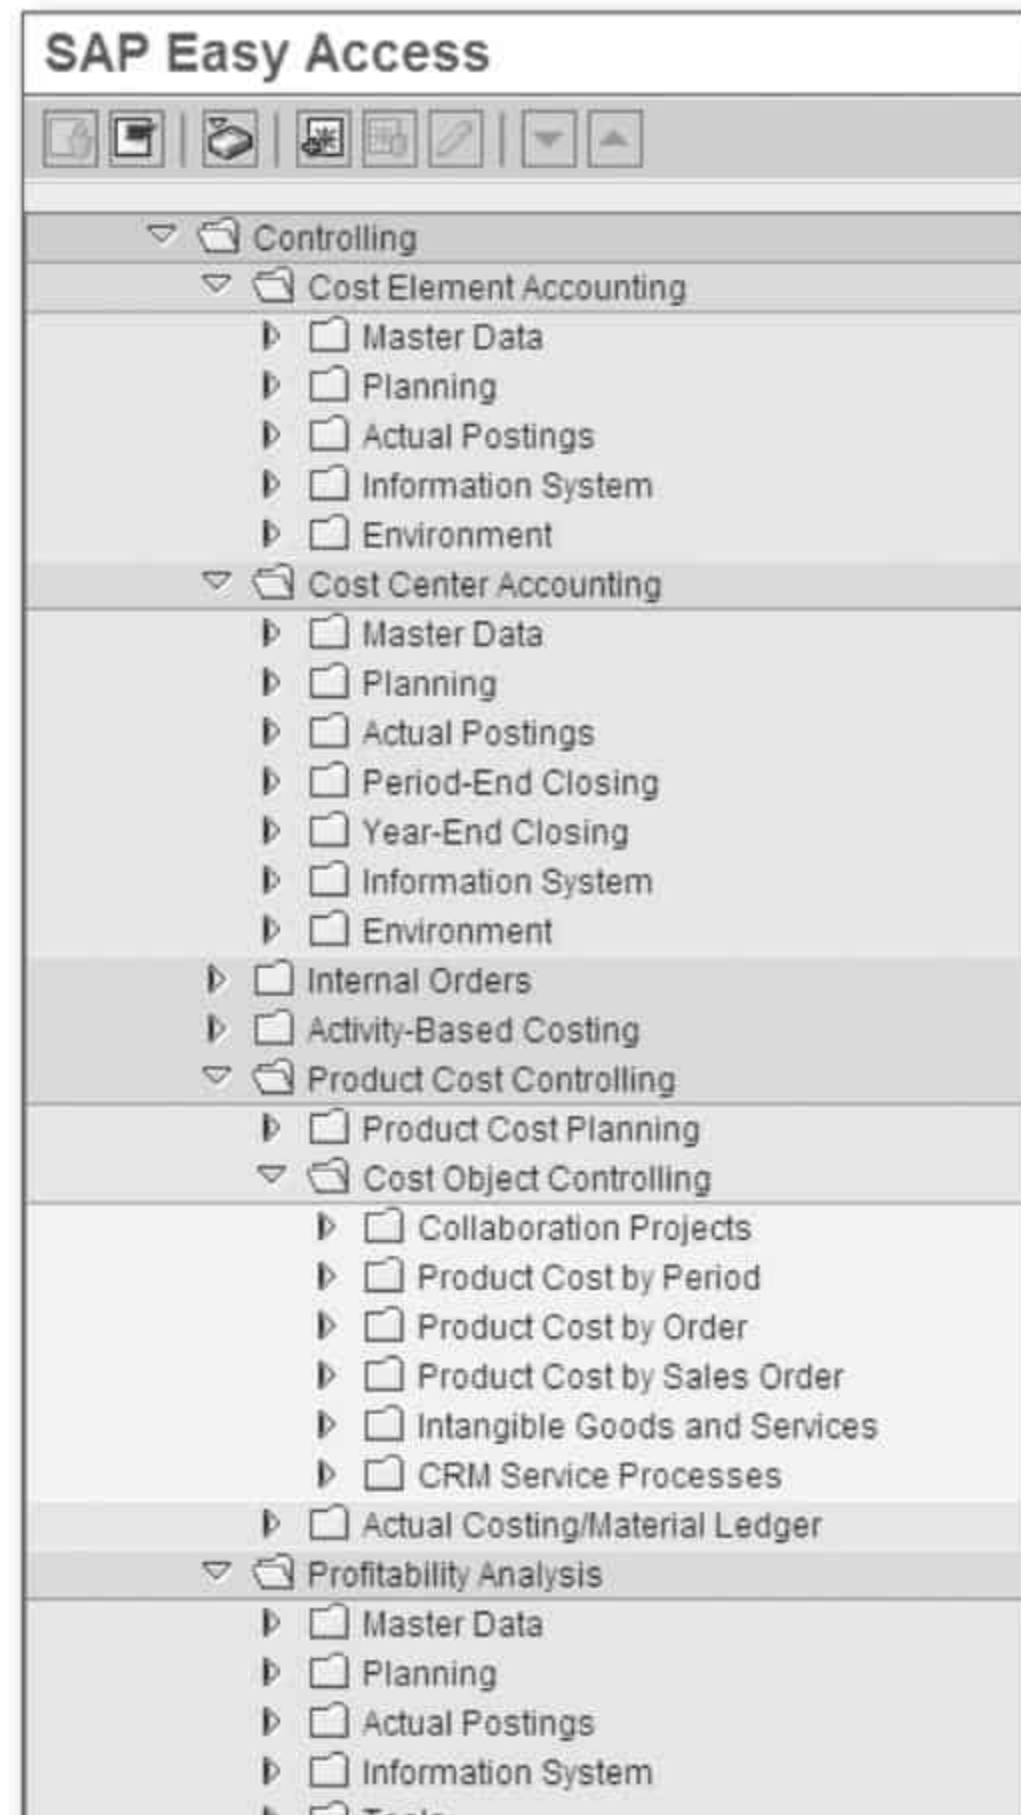 SAP Easy Access
Controlling
Cost Element Accounting
Master Data
Planning
Actual Postings
Information System
Environment
Cost Center Accounting
Master Data
Planning
Actual Postings
Period-End Closing
Year-End Closing
Information System
Environment
Internal Orders
Activity-Based Costing
Product Cost Controlling
Product Cost Planning
Cost Object Controlling
Collaboration Projects
Product Cost by Period
Product Cost by Order
Product Cost by Sales Order
Intangible Goods and Services
CRM Service Processes
Actual Costing/Material Ledger
Profitability Analysis
Master Data
Planning
Actual Postings
Information System